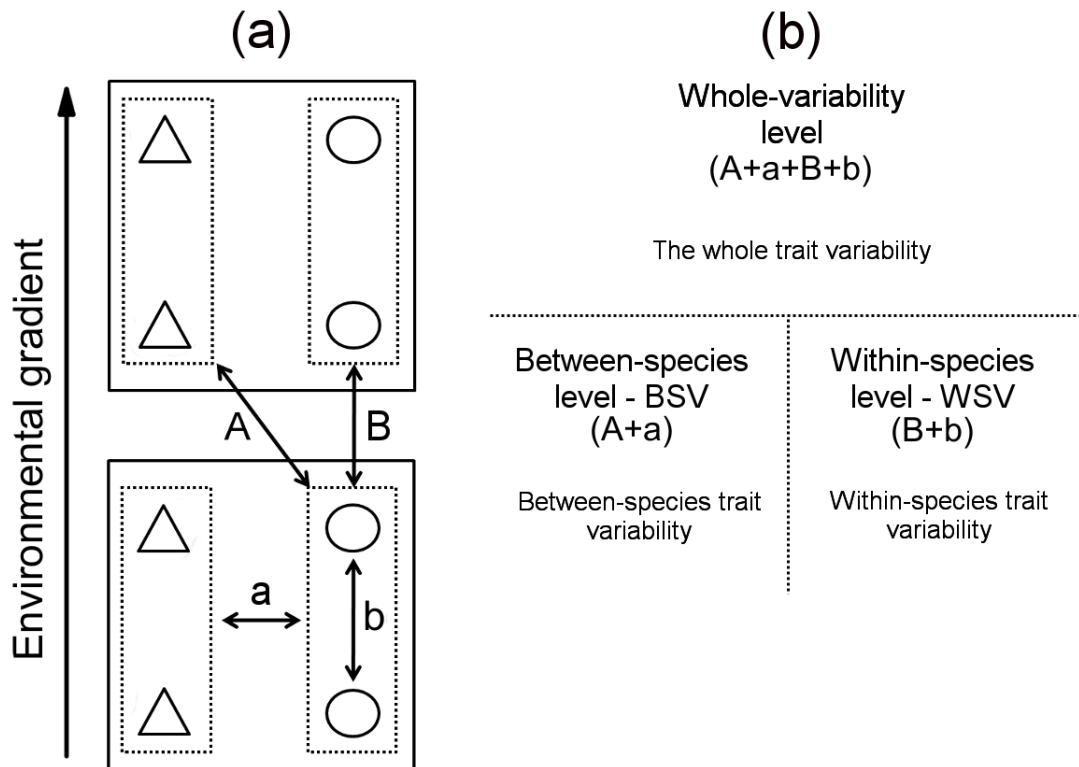 (a)
Environmental gradient
A
B
a
b
(b)
Whole-variability
level
(A+a+B+b)
The whole trait variability
Between-species
level - BSV
(A+a)
Between-species trait
variability
Within-species
level - WSV
(B+b)
Within-species trait
variability